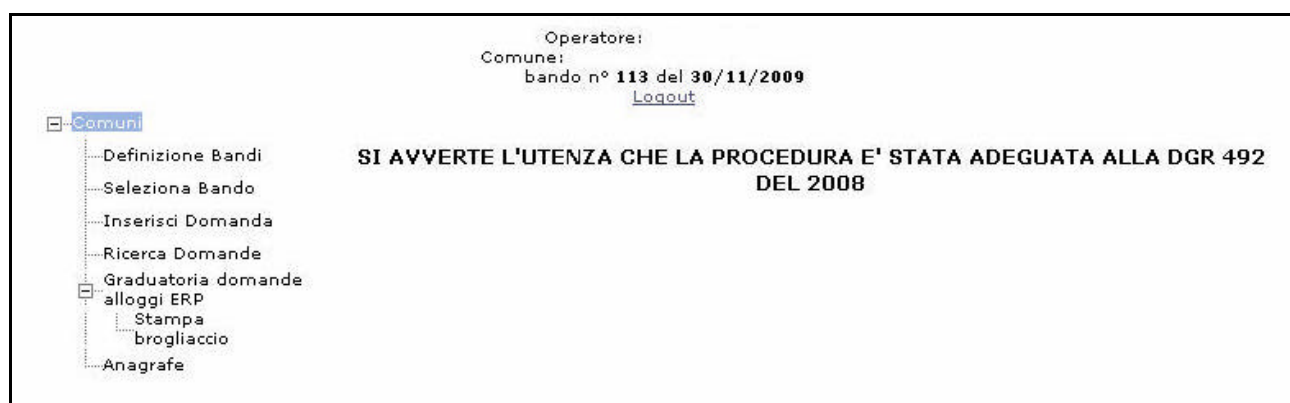 Operatore:
Comune:
bando n° 113 del 30/11/2009
Logout
Comuni
Definizione Bandi
Seleziona Bando
Inserisci Domanda
Ricerca Domande
Graduatoria domande
alloggi ERP
Stampa
brogliaccio
Anagrafe
SI AVVERTE L'UTENZA CHE LA PROCEDURA E' STATA ADEGUATA ALLA DGR 492
DEL 2008